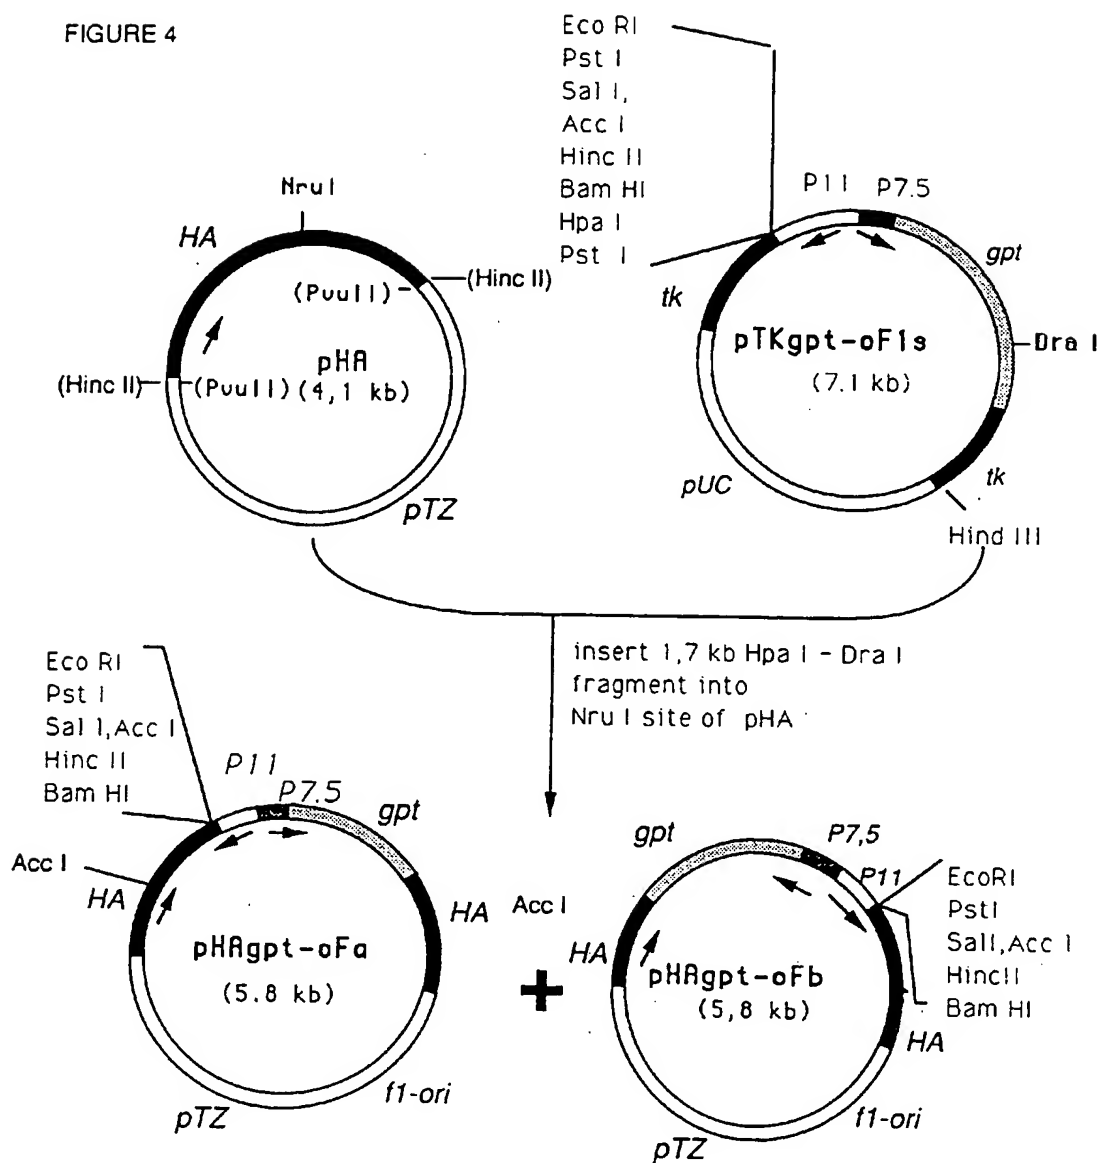 FIGURE 4
Eco RI
Pst I
Sal I,
Acc I
Hinc II
Bam HI
Hpa I
Pst I
P11
P7.5
gpt
tk
pTKgpt-oF1s
(7.1 kb)
Dra I
tk
pUC
Hind III
Nru I
HA
(Hinc II)
(Pvu II)
pHA
(Hinc II)
(Pvu II)
(4,1 kb)
pTZ
insert 1,7 kb Hpa I - Dra I
fragment into
Nru I site of pHA
Eco RI
Pst I
Sal I,Acc I
Hinc II
Bam HI
P11
P7.5
gpt
Acc I
HA
HA
pHAgpt-oFa
(5.8 kb)
f1-ori
pTZ
+
Acc I
gpt
P7,5
P11
EcoRI
PstI
SalI,Acc I
HincII
Bam HI
HA
pHAgpt-oFb
(5,8 kb)
HA
f1-ori
pTZ